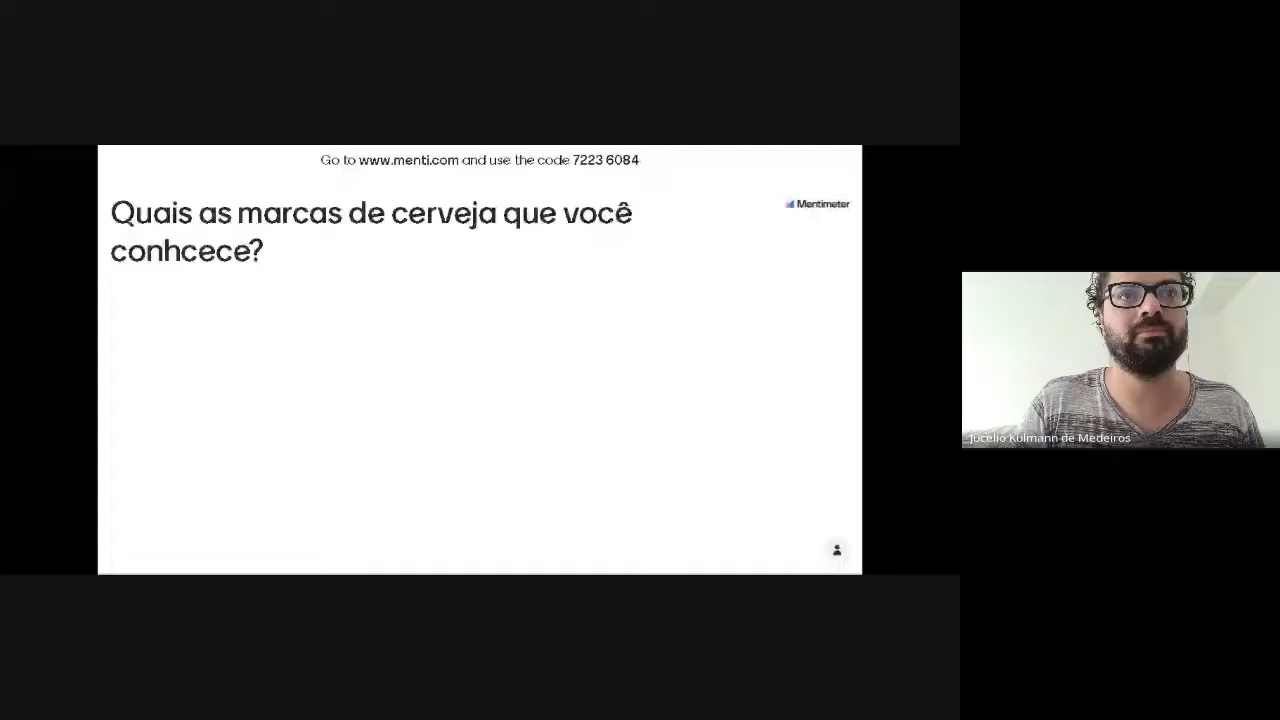 Go to www.menti.com and use the code 7223 6084
Quais as marcas de cerveja que você
conhcece?
Mentimeter
Jucelio Kulmann de Medeiros